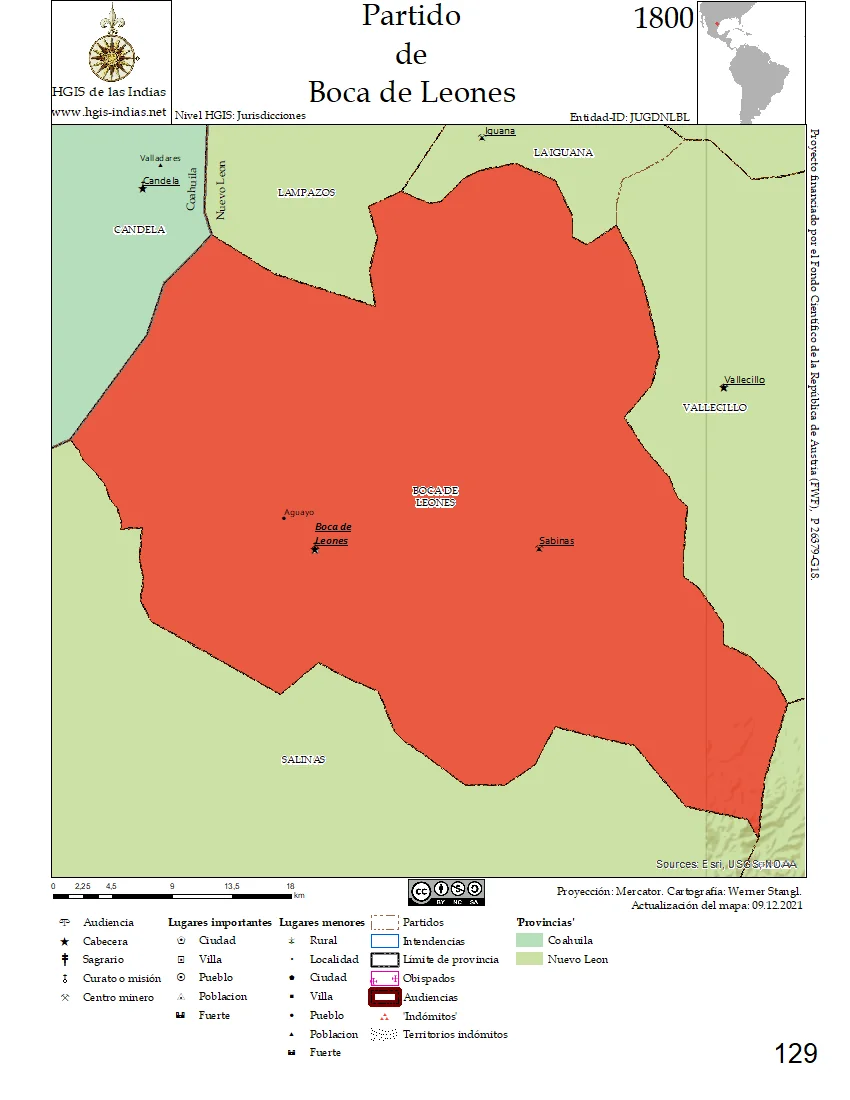 Partido
de
Boca de Leones
1800
HGIS de las Indias
www.hgis-indias.net
Nivel HGIS: Jurisdicciones
Entidad-ID: JUGDNLBL
Iguana
LA IGUANA
Valladares
Candela
Coahuila
Nuevo Leon
LAMPAZOS
CANDELA
Vallecillo
VALLECILLO
BOCA DE
LEONES
Aguayo
Boca de
Leones
Sabinas
SALINAS
Proyecto financiado por el Fondo Científico de la República de Austria (FWF), P 26379-G18.
Sources: Esri, USGS, NOAA
0 2,25 4,5 9 13,5 18
km
CC BY NC SA
Proyección: Mercator. Cartografía: Werner Stangl.
Actualización del mapa: 09.12.2021
Audiencia
Cabecera
Sagrario
Curato o misión
Centro minero
Lugares importantes
Ciudad
Villa
Pueblo
Poblacion
Fuerte
Lugares menores
Rural
Localidad
Ciudad
Villa
Pueblo
Poblacion
Fuerte
Partidos
Intendencias
Límite de provincia
Obispados
Audiencias
'Indómitos'
Territorios indómitos
'Provincias'
Coahuila
Nuevo Leon
129